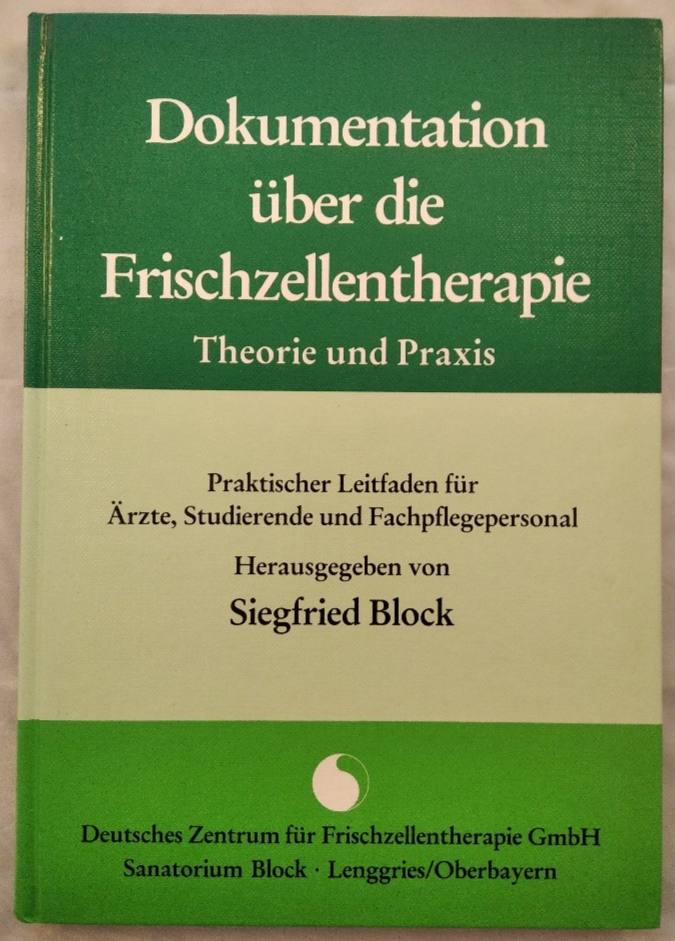 Dokumentation
über die
Frischzellentherapie
Theorie und Praxis
Praktischer Leitfaden für
Ärzte, Studierende und Fachpflegepersonal
Herausgegeben von
Siegfried Block
Deutsches Zentrum für Frischzellentherapie GmbH
Sanatorium Block · Lenggries/Oberbayern